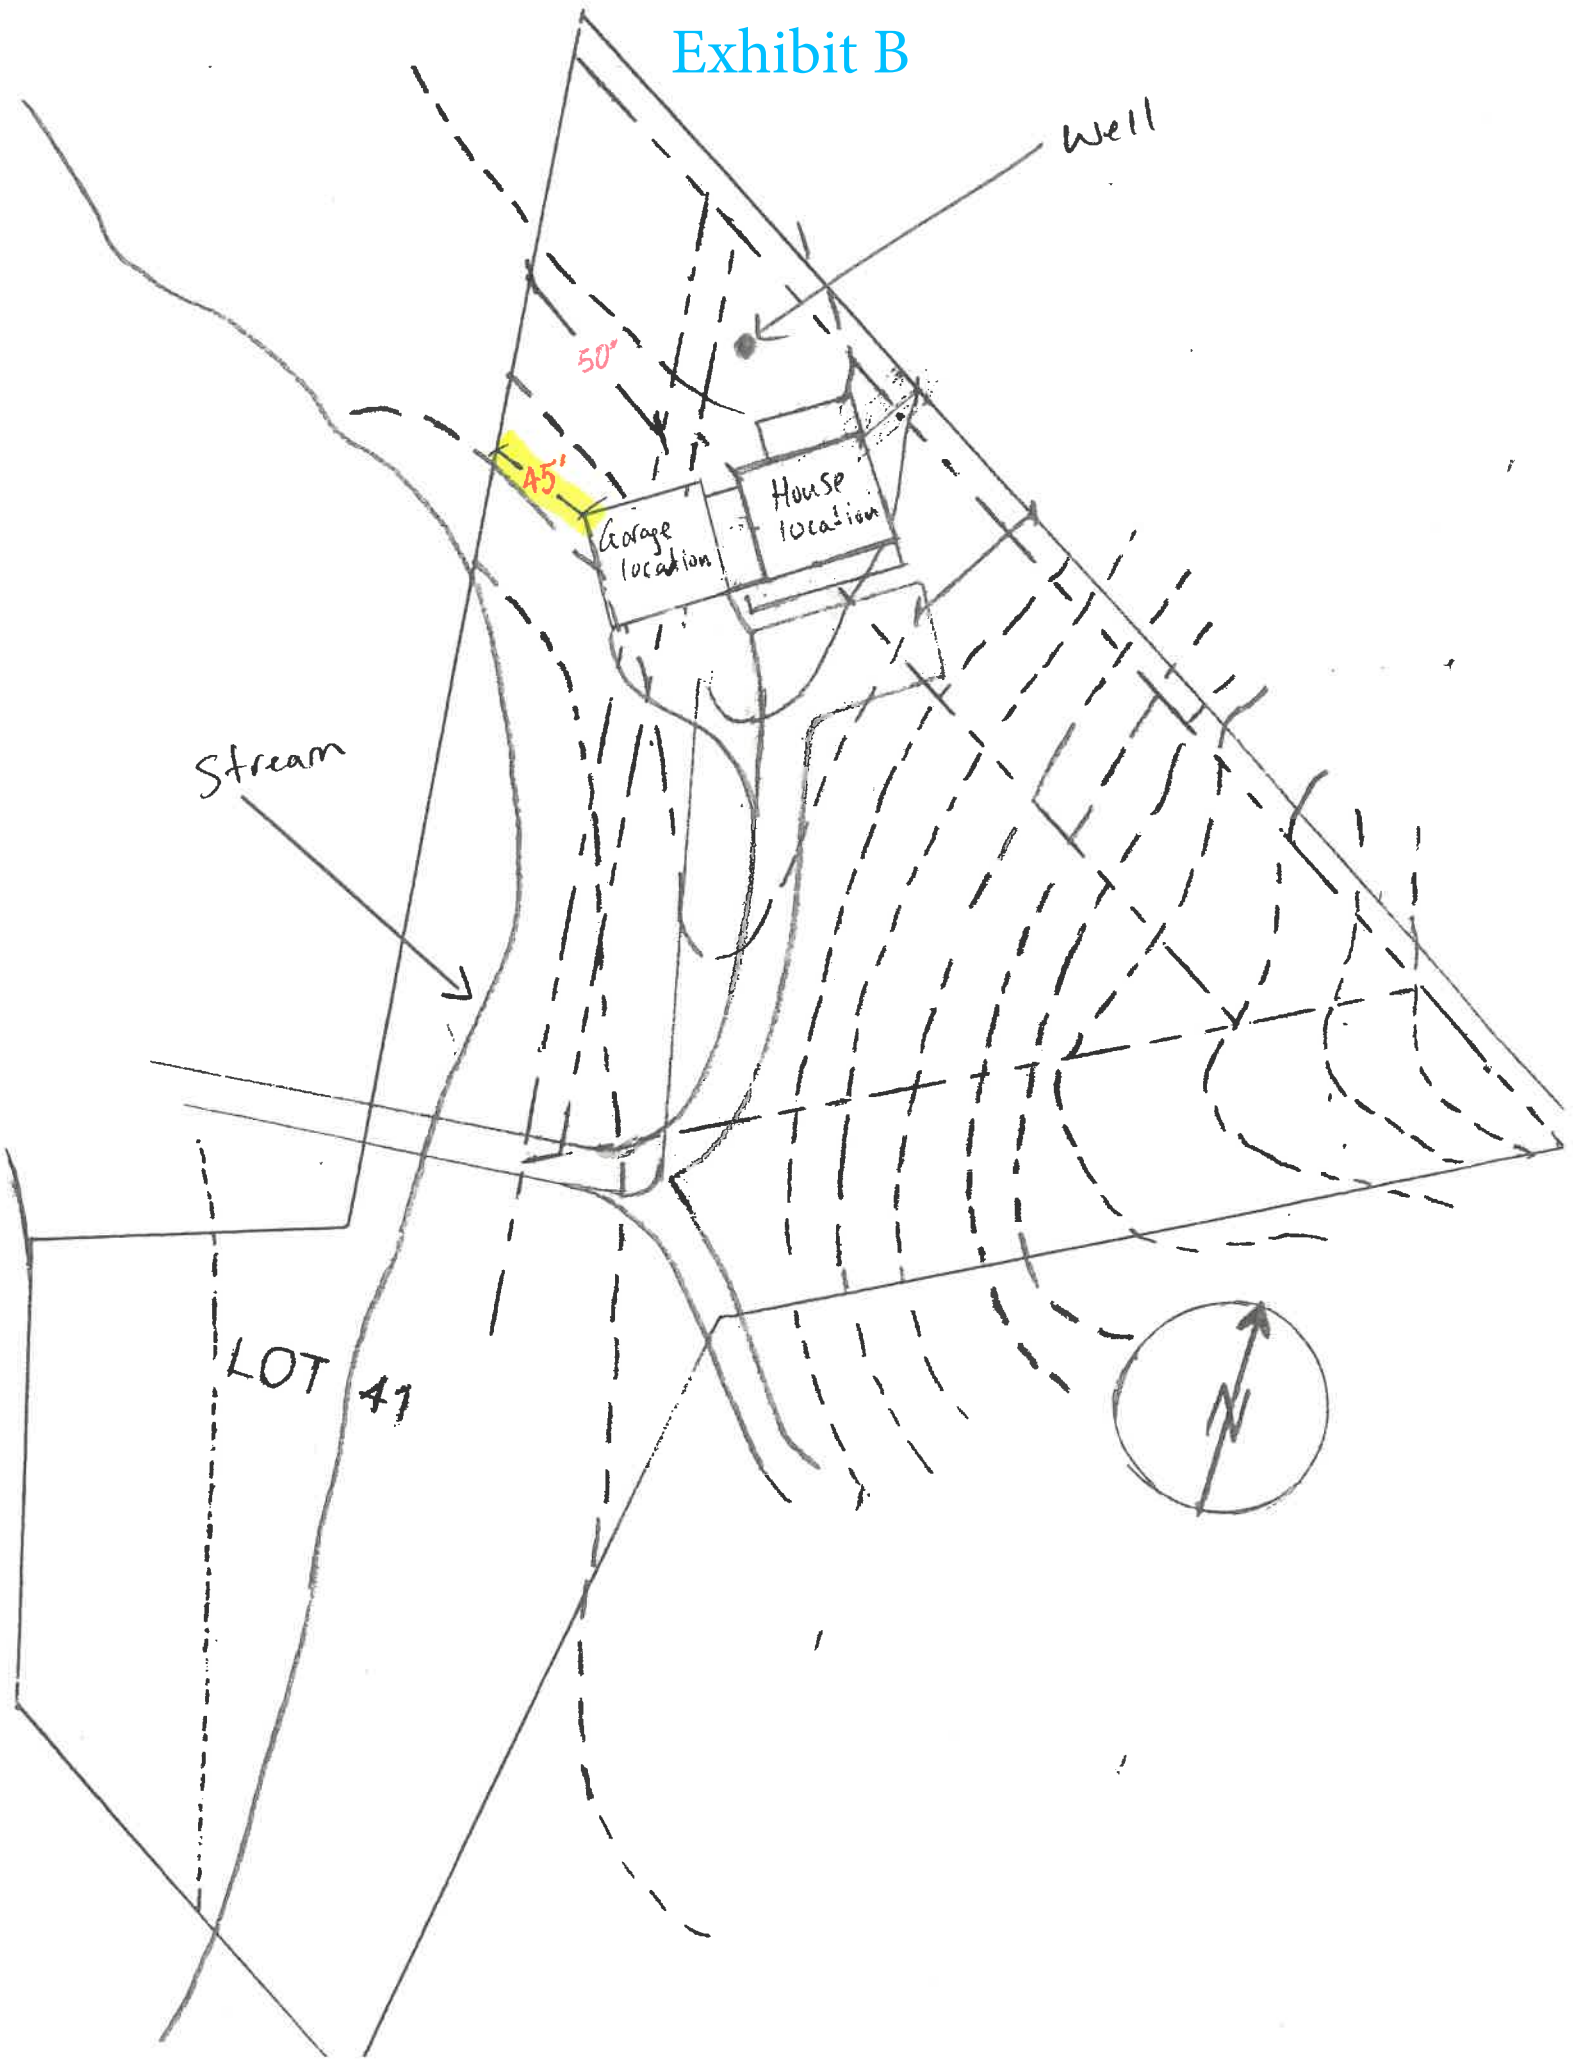 Exhibit B
Well
50'
45'
House
location
Garage
location
Stream
LOT 41
N